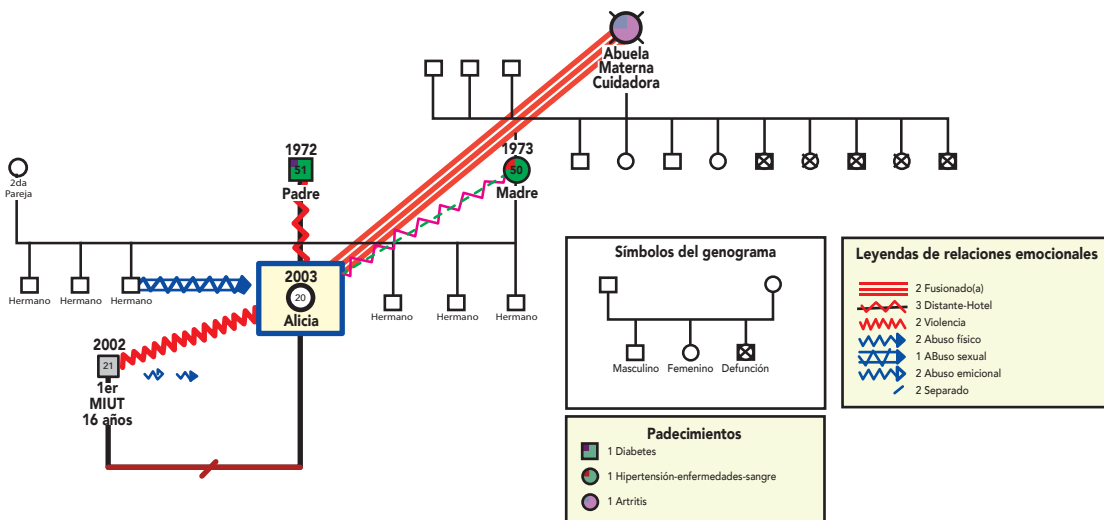 Abuela
Materna
Cuidadora
1972
51
Padre
1973
50
Madre
2da
Pareja
Hermano
Hermano
Hermano
2003
20
Alicia
Hermano
Hermano
Hermano
2002
21
1er
MIUT
16 años
Símbolos del genograma
Masculino
Femenino
Defunción
Padecimientos
1 Diabetes
1 Hipertensión-enfermedades-sangre
1 Artritis
Leyendas de relaciones emocionales
2 Fusionado(a)
3 Distante-Hotel
2 Violencia
2 Abuso físico
1 ABuso sexual
2 Abuso emicional
2 Separado